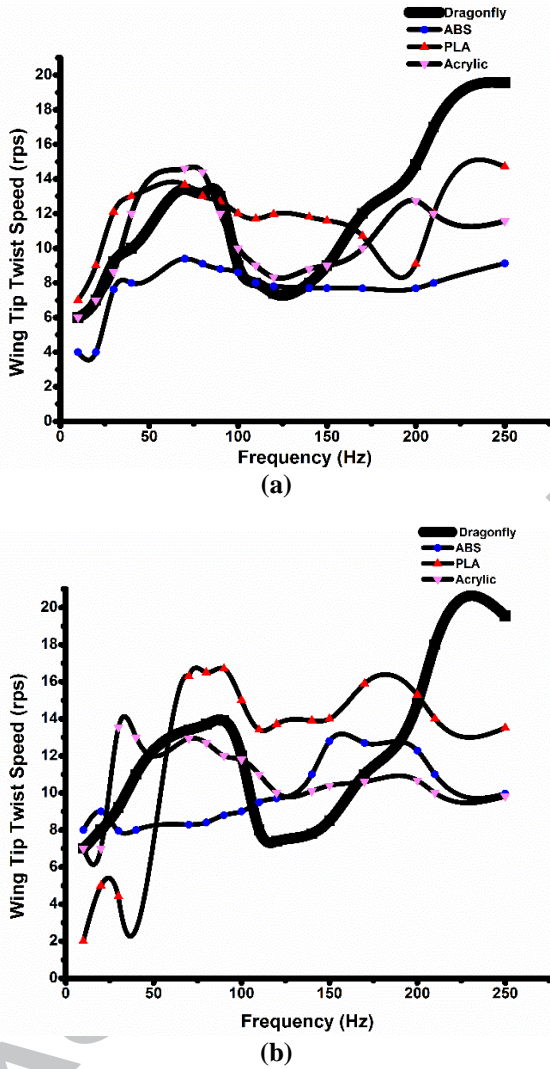 Dragonfly
ABS
PLA
Acrylic
Wing Tip Twist Speed (rps)
20
18
16
14
12
10
8
6
4
2
0
0 50 100 150 200 250
Frequency (Hz)
(a)
Dragonfly
ABS
PLA
Acrylic
Wing Tip Twist Speed (rps)
20
18
16
14
12
10
8
6
4
2
0
0 50 100 150 200 250
Frequency (Hz)
(b)